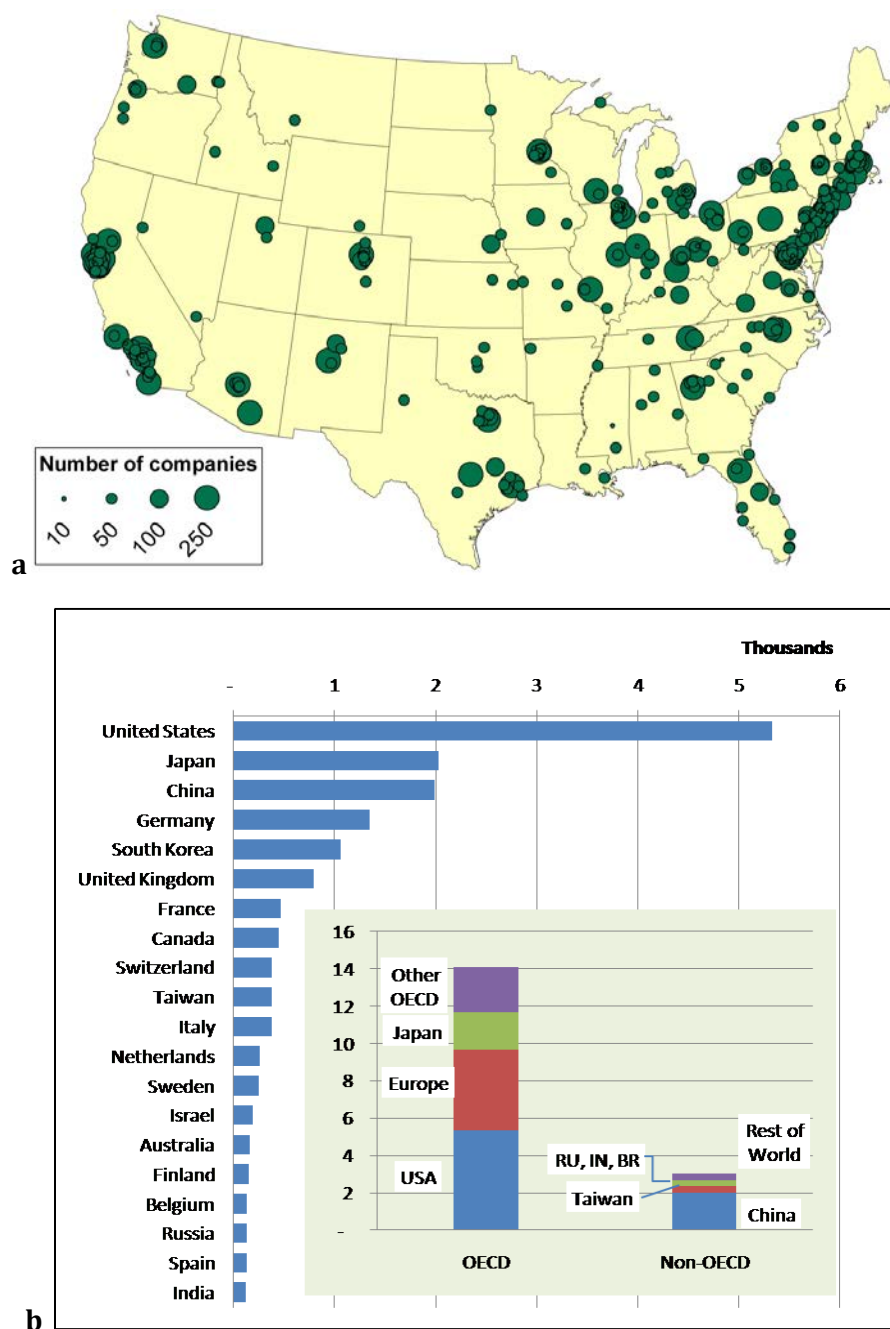 Number of companies
10 50 100 250
a
Thousands
- 1 2 3 4 5 6
United States
Japan
China
Germany
South Korea
United Kingdom
France
Canada
Switzerland
Taiwan
Italy
Netherlands
Sweden
Israel
Australia
Finland
Belgium
Russia
Spain
India
16
14
12
10
8
6
4
2
-
Other
OECD
Japan
Europe
USA
RU, IN, BR
Taiwan
Rest of
World
China
OECD Non-OECD
b